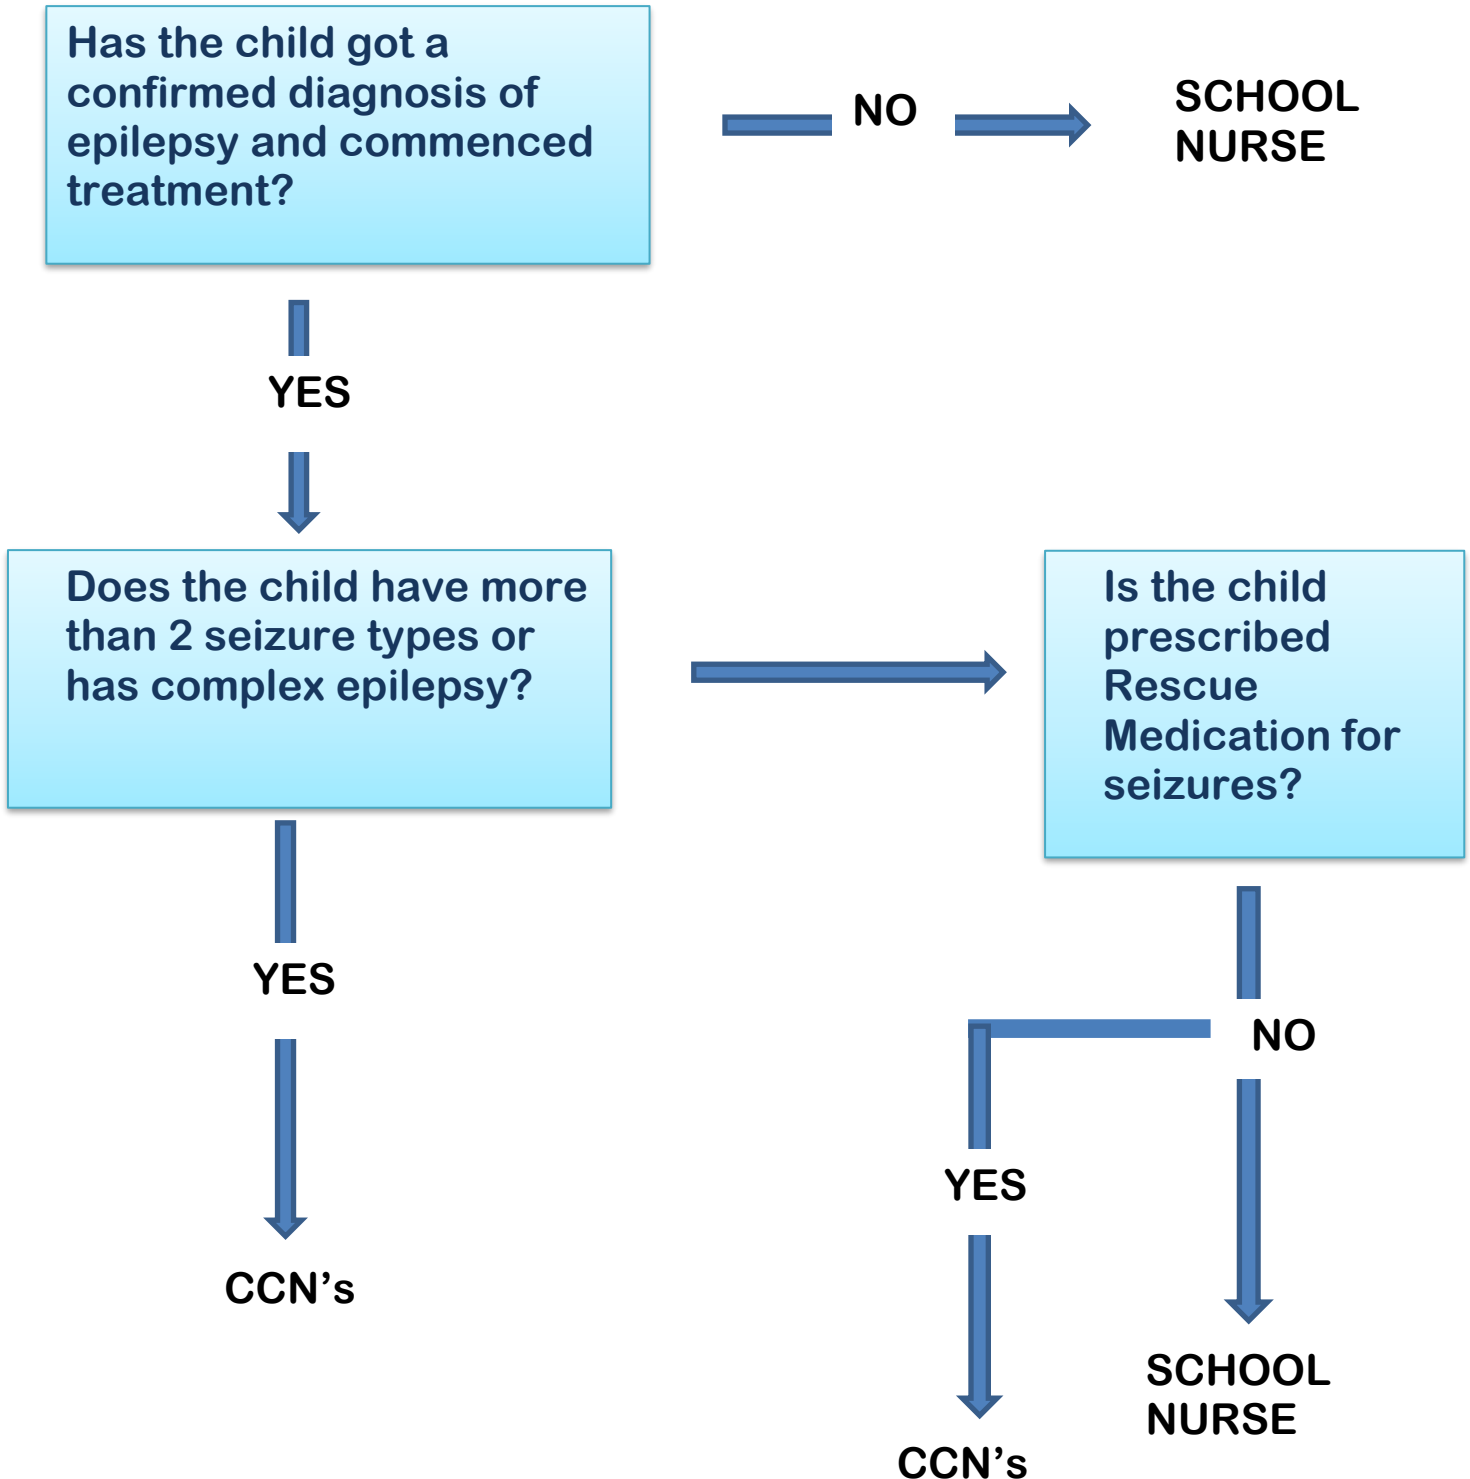 Has the child got a
confirmed diagnosis of
epilepsy and commenced
treatment?
NO
SCHOOL
NURSE
YES
Does the child have more
than 2 seizure types or
has complex epilepsy?
Is the child
prescribed
Rescue
Medication for
seizures?
YES
NO
YES
CCN’s
SCHOOL
NURSE
CCN’s